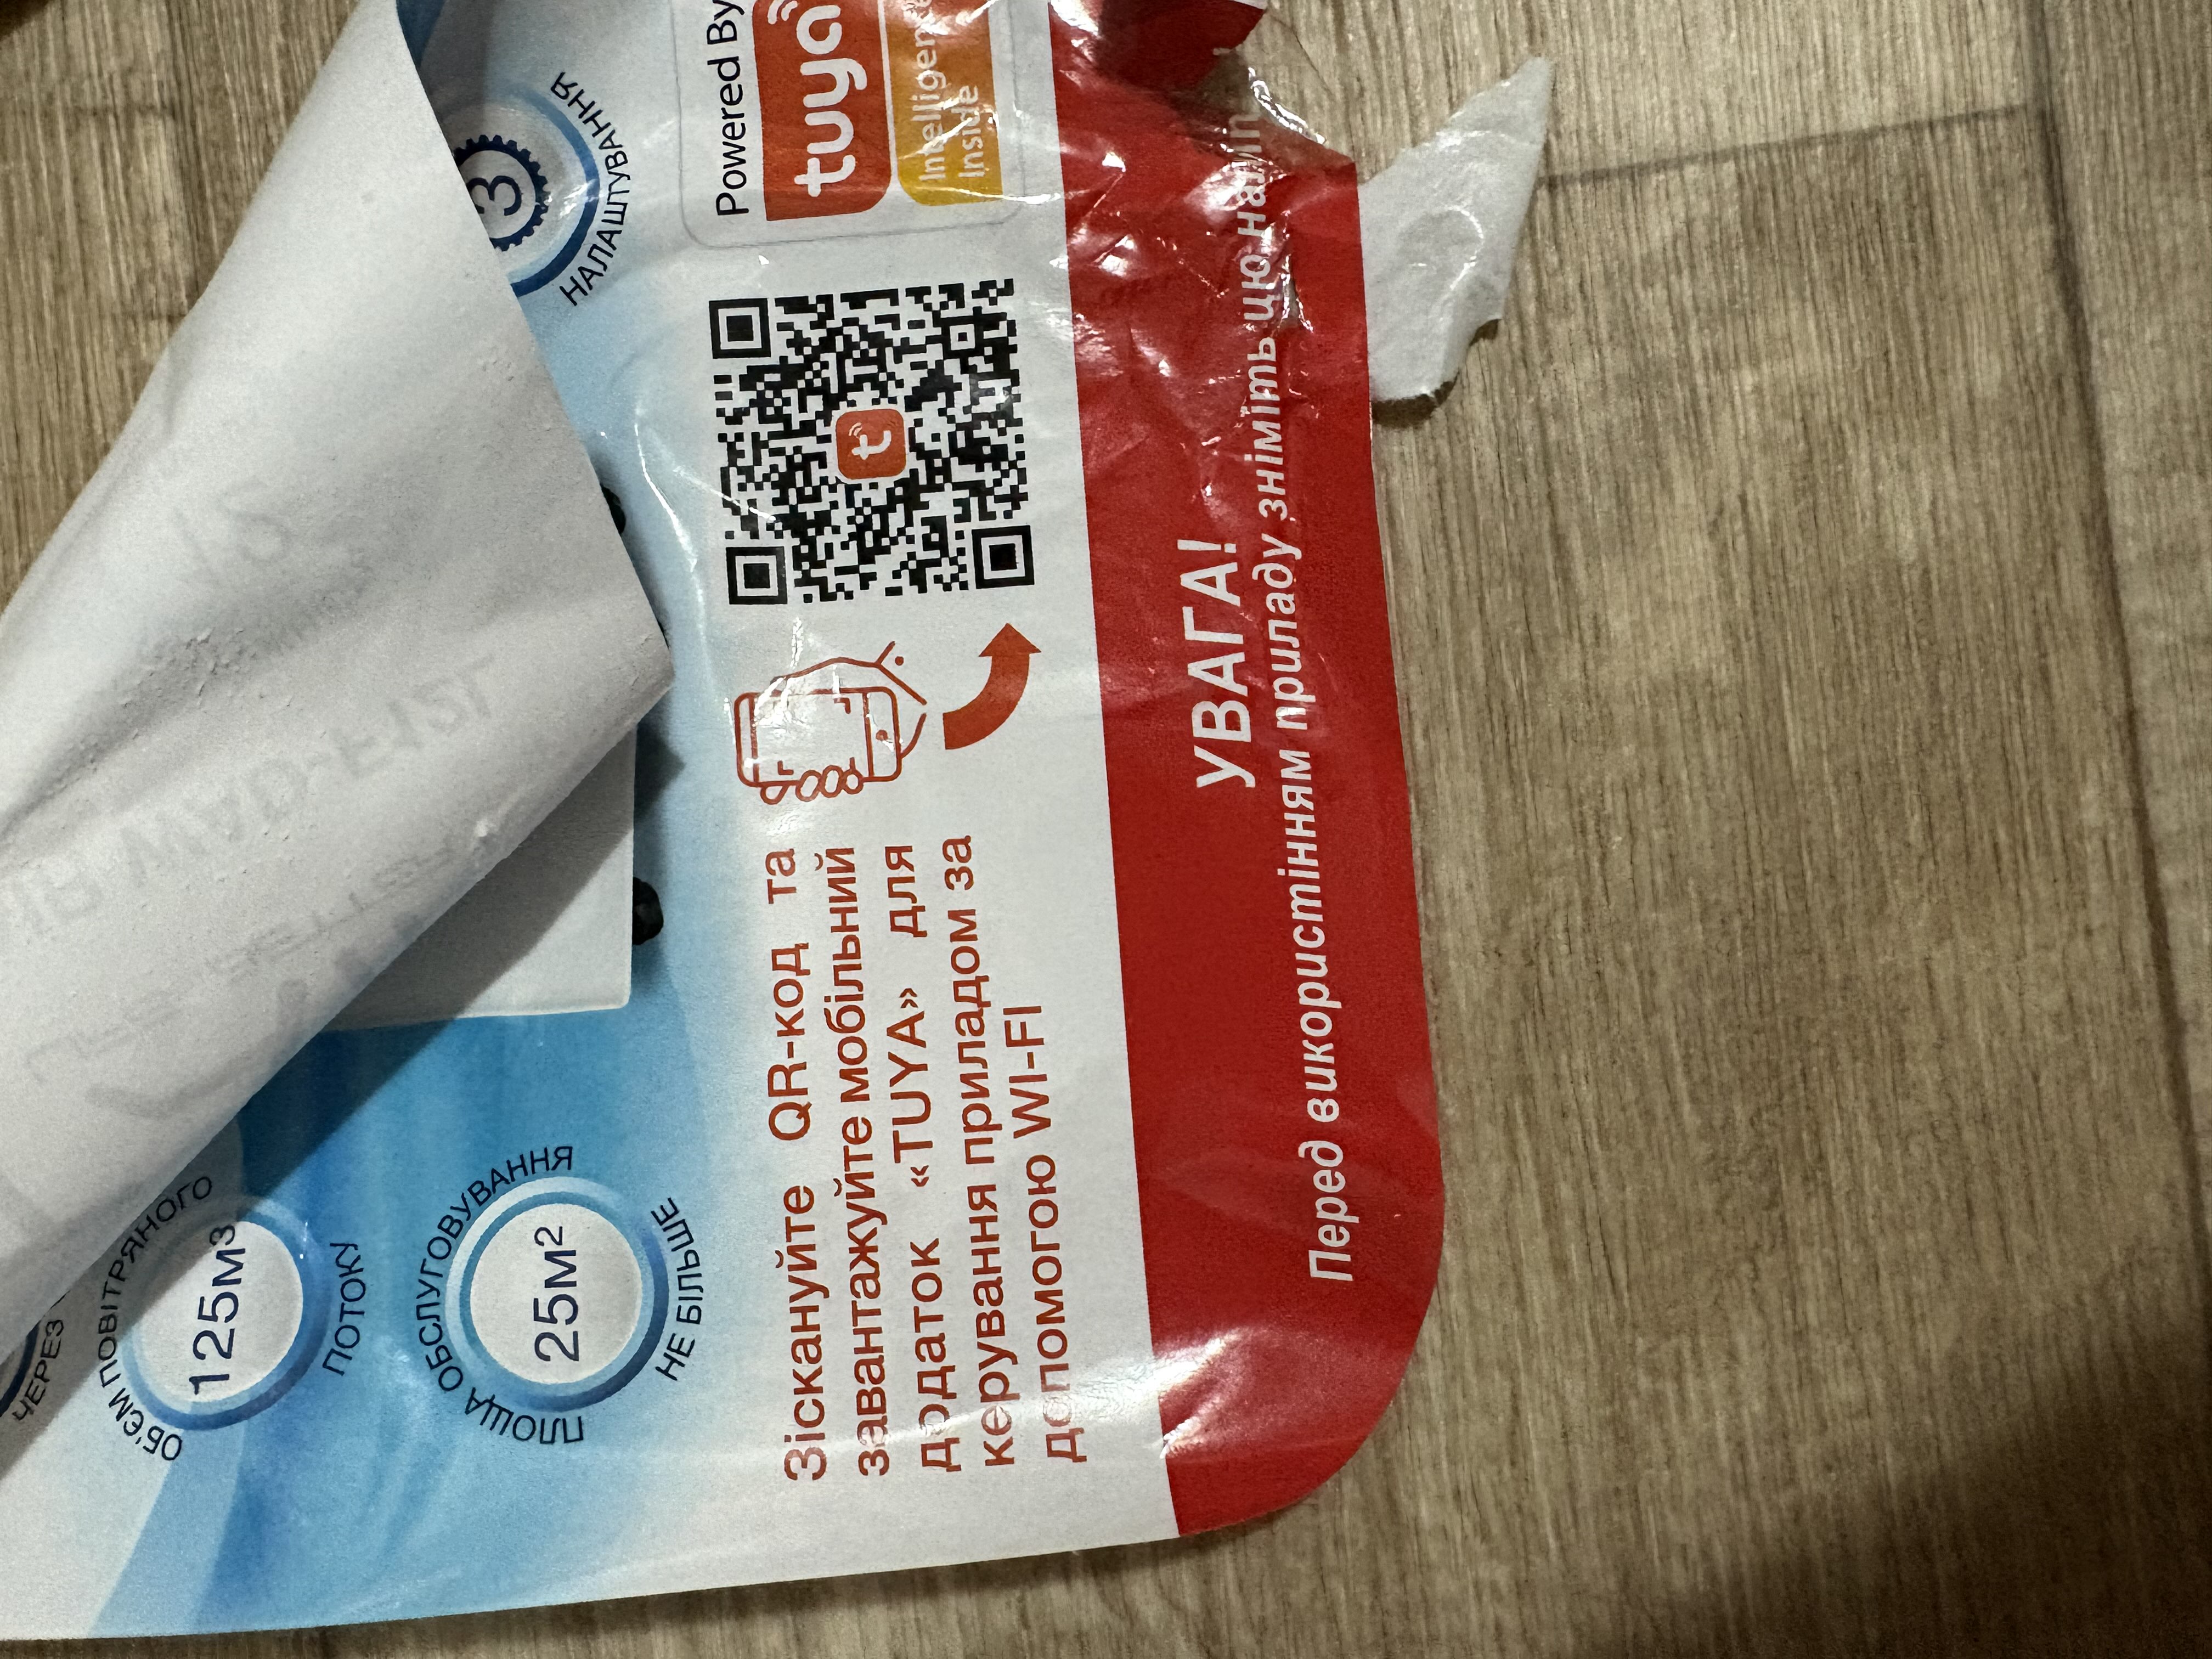 ЧЕРЕЗ
ОБ'ЄМ ПОВІТРЯНОГО
125м³
ПОТОКУ
ПЛОЩА ОБСЛУГОВУВАННЯ
25м²
НЕ БІЛЬШЕ
3
НАЛАШТУВАННЯ
Зіскануйте QR-код та
завантажуйте мобільний
додаток «TUYA» для
керування приладом за
допомогою WI-FI
Powered By
tuya
Intelligence
Inside
УВАГА!
Перед використінням приладу зніміть цю